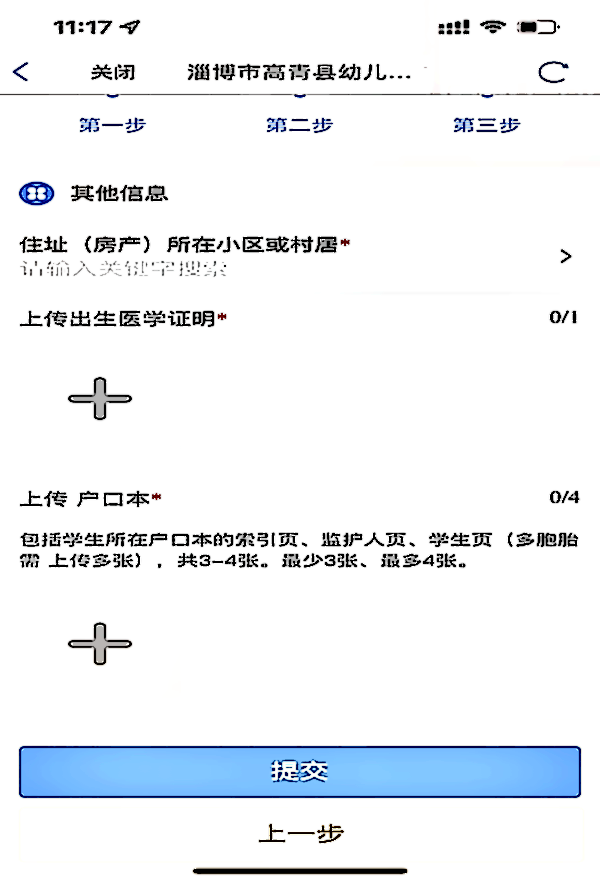 11:17
关闭 淄博市高青县幼儿...
第一步 第二步 第三步
其他信息
住址（房产）所在小区或村居*
请输入关键字搜索
上传出生医学证明* 0/1
上传 户口本* 0/4
包括学生所在户口本的索引页、监护人页、学生页（多胞胎
需 上传多张），共3-4张。最少3张、最多4张。
提交
上一步